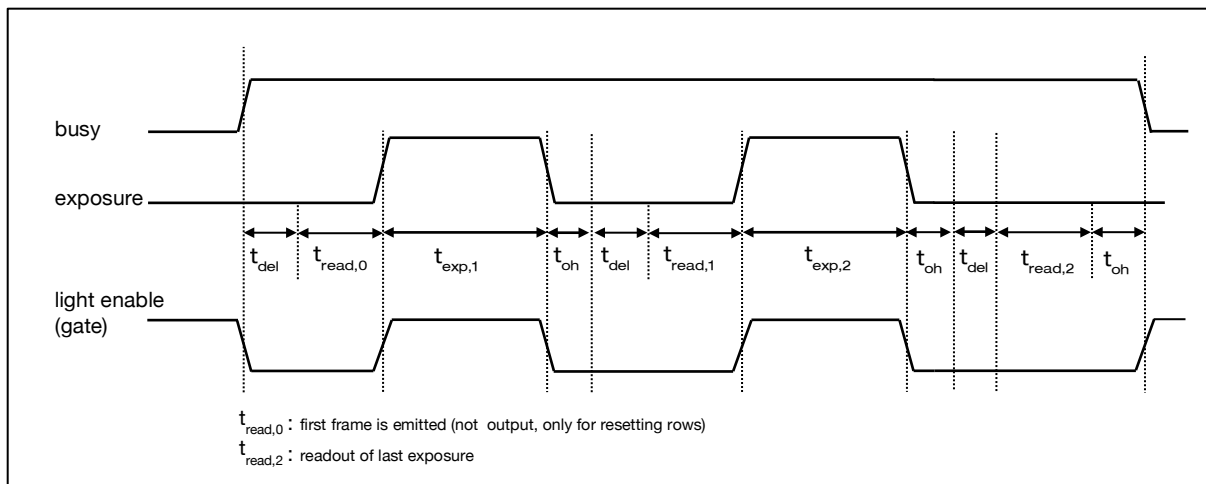 busy
exposure
t_del t_read,0 t_exp,1 t_oh t_del t_read,1 t_exp,2 t_oh t_del t_read,2 t_oh
light enable
(gate)
t_read,0 : first frame is emitted (not output, only for resetting rows)
t_read,2 : readout of last exposure